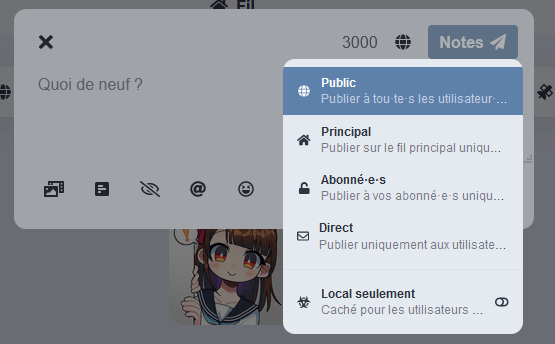 Fil
3000
Notes
Quoi de neuf ?
Public
Publier à tou·te·s les utilisateur·...
Principal
Publier sur le fil principal uniqu...
Abonné·e·s
Publier à vos abonné·e·s uniqu...
Direct
Publier uniquement aux utilisate...
Local seulement
Caché pour les utilisateurs ...